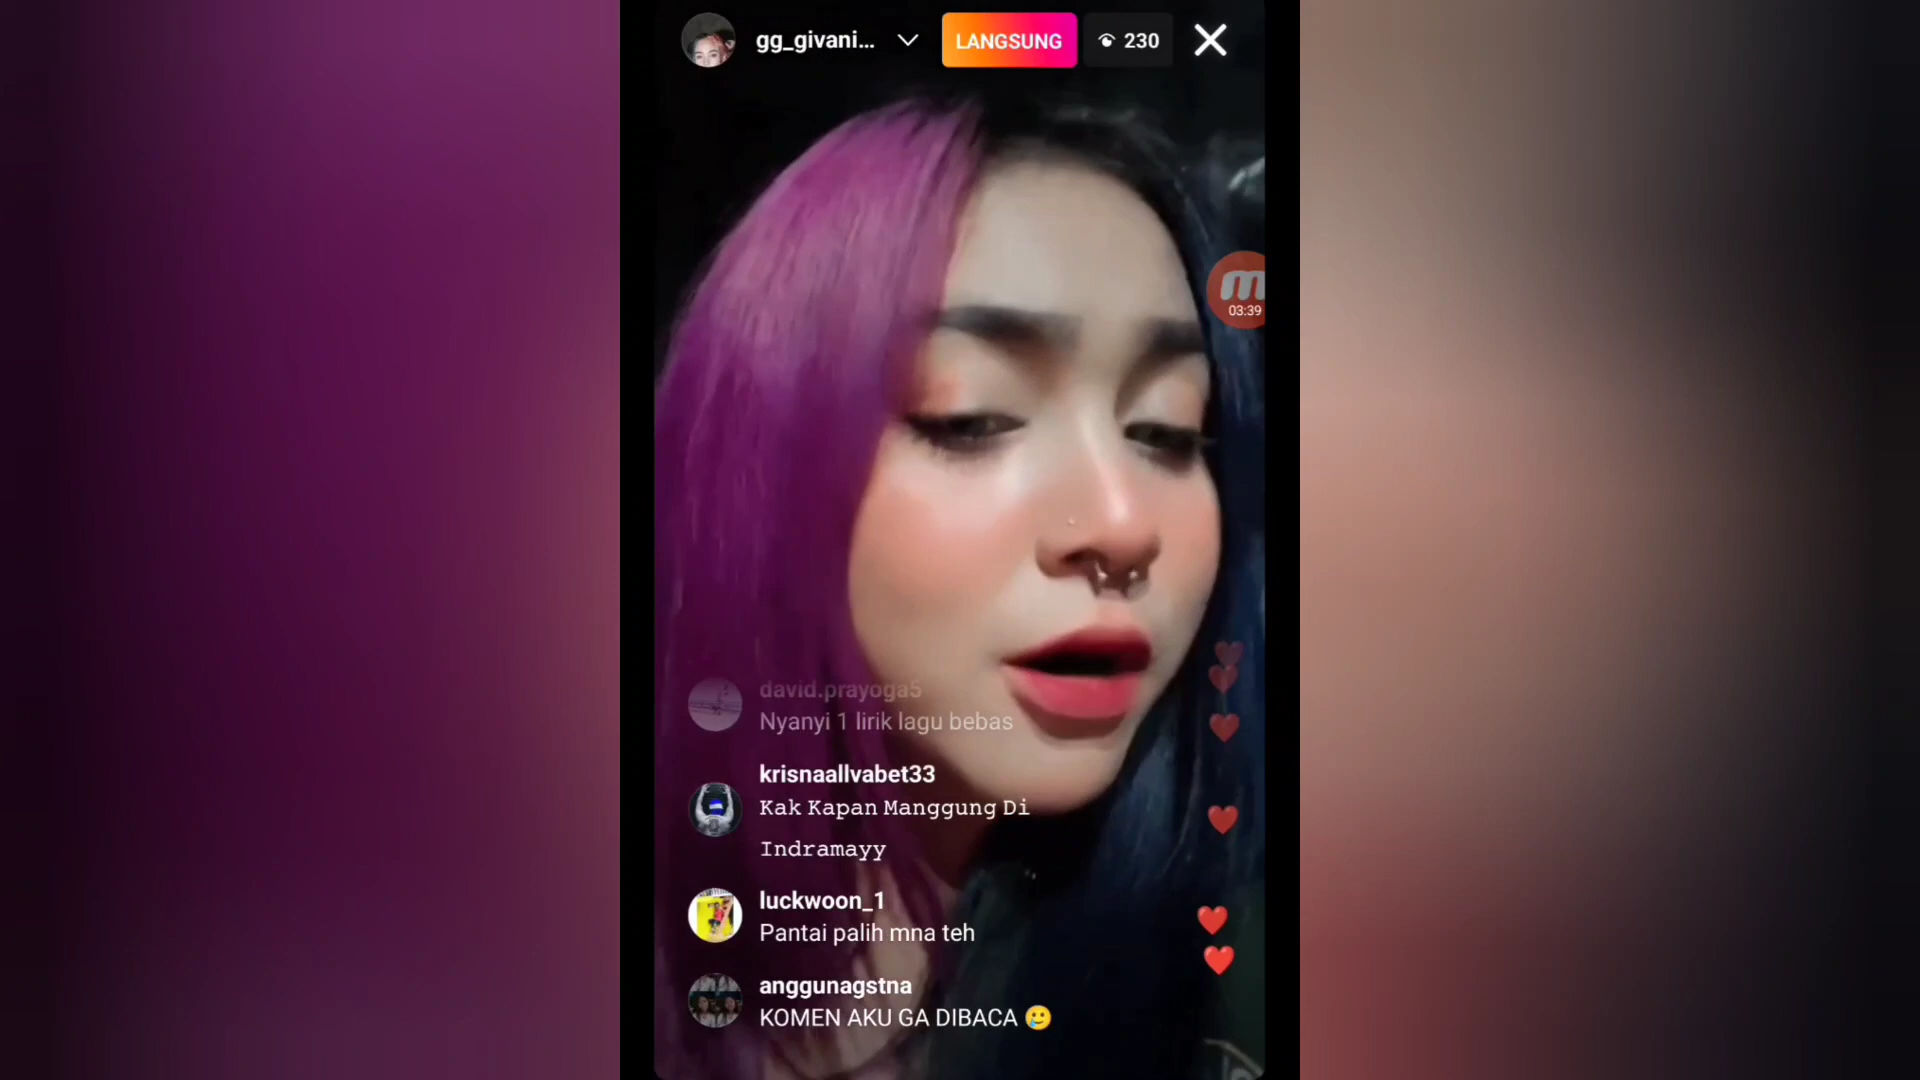 gg_givani...
LANGSUNG
230
03:39
david.prayoga5
Nyanyi 1 lirik lagu bebas
krisnaallvabet33
Kak Kapan Manggung Di
Indramayy
luckwoon_1
Pantai palih mna teh
anggunagstna
KOMEN AKU GA DIBACA 🥲